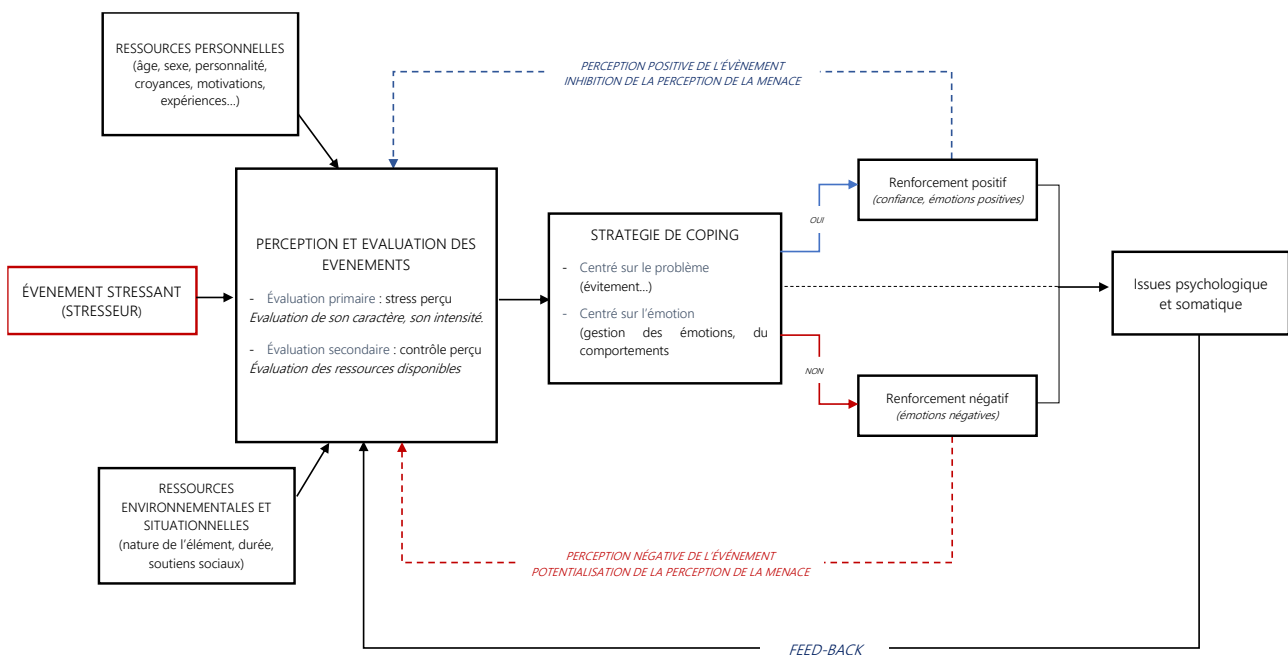 RESSOURCES PERSONNELLES
(âge, sexe, personnalité,
croyances, motivations,
expériences...)
PERCEPTION POSITIVE DE L'ÉVÈNEMENT
INHIBITION DE LA PERCEPTION DE LA MENACE
ÉVENEMENT STRESSANT
(STRESSEUR)
PERCEPTION ET EVALUATION DES
EVENEMENTS
- Évaluation primaire : stress perçu
Evaluation de son caractère, son intensité.
- Évaluation secondaire : contrôle perçu
Évaluation des ressources disponibles
STRATEGIE DE COPING
- Centré sur le problème
(évitement...)
- Centré sur l'émotion
(gestion des émotions, du
comportements
OUI
NON
Renforcement positif
(confiance, émotions positives)
Renforcement négatif
(émotions négatives)
Issues psychologique
et somatique
RESSOURCES
ENVIRONNEMENTALES ET
SITUATIONNELLES
(nature de l'élément, durée,
soutiens sociaux)
PERCEPTION NÉGATIVE DE L'ÉVÉNEMENT
POTENTIALISATION DE LA PERCEPTION DE LA MENACE
FEED-BACK